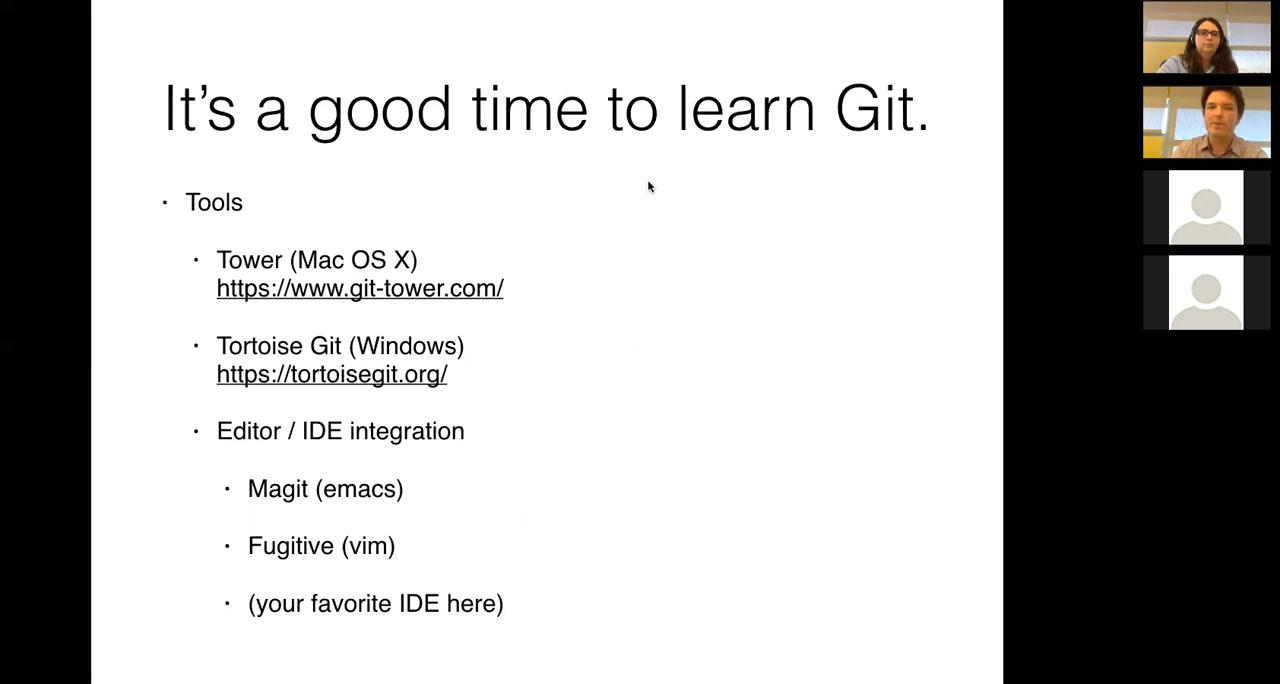 It's a good time to learn Git.
• Tools
• Tower (Mac OS X)
https://www.git-tower.com/
• Tortoise Git (Windows)
https://tortoisegit.org/
• Editor / IDE integration
• Magit (emacs)
• Fugitive (vim)
• (your favorite IDE here)